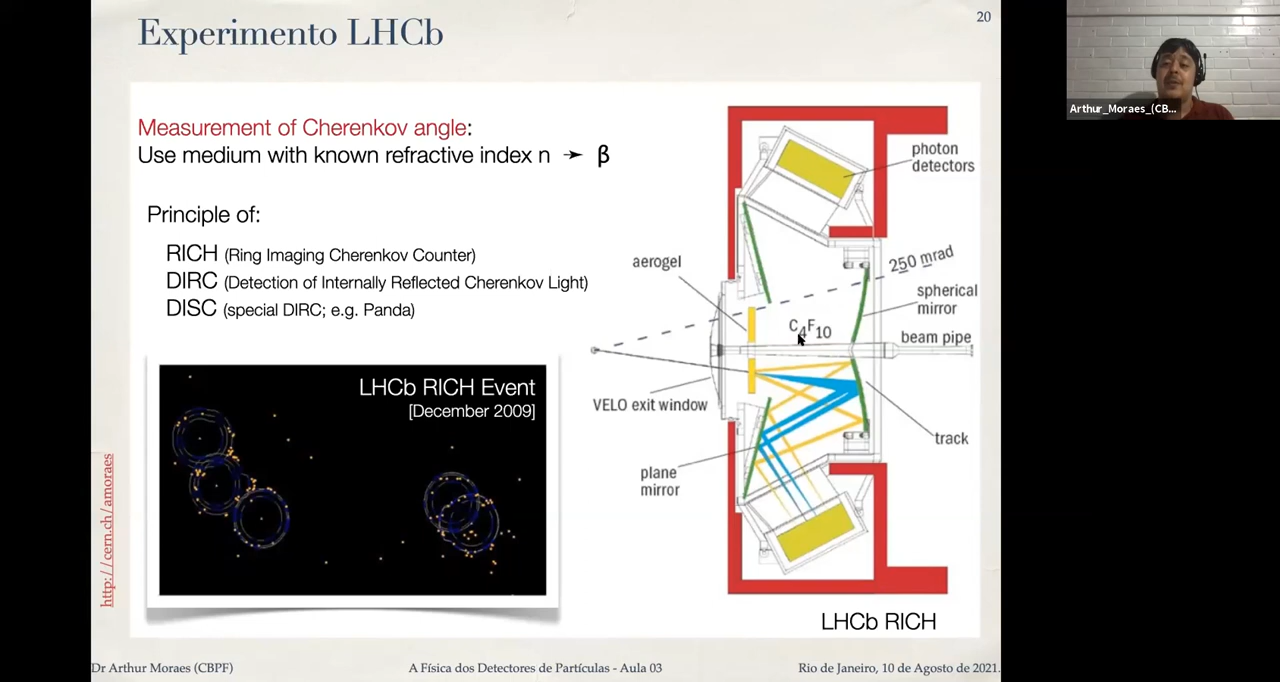 20
Experimento LHCb
Arthur_Moraes_(CB...
Measurement of Cherenkov angle:
Use medium with known refractive index n → β
Principle of:
RICH (Ring Imaging Cherenkov Counter)
DIRC (Detection of Internally Reflected Cherenkov Light)
DISC (special DIRC; e.g. Panda)
LHCb RICH Event
[December 2009]
http://cern.ch/amoraes
photon
detectors
aerogel
250 mrad
spherical
mirror
C4F10
beam pipe
VELO exit window
track
plane
mirror
LHCb RICH
Dr Arthur Moraes (CBPF)
A Física dos Detectores de Partículas - Aula 03
Rio de Janeiro, 10 de Agosto de 2021.